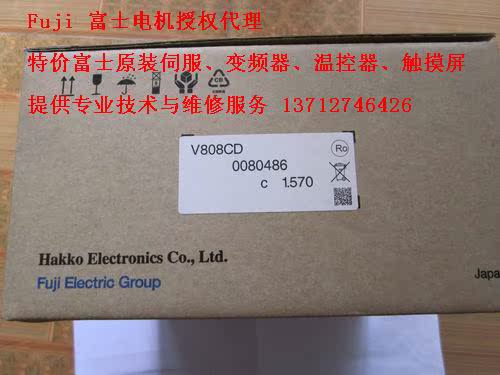 Fuji 富士电机授权代理
特价富士原装伺服、变频器、温控器、触摸屏
提供专业技术与维修服务 13712746426
V808CD
0080486
c 1.570
Ro
Hakko Electronics Co., Ltd.
Fuji Electric Group
Japa